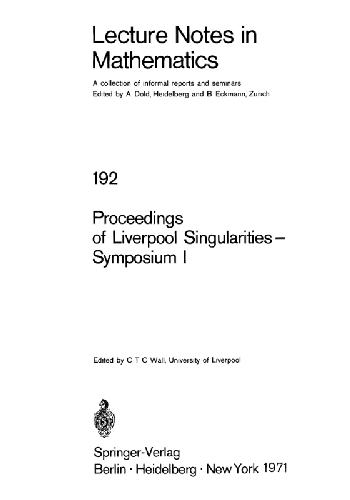 Lecture Notes in
Mathematics
A collection of informal reports and seminars
Edited by A Dold, Heidelberg and B Eckmann, Zurich
192
Proceedings
of Liverpool Singularities –
Symposium I
Edited by C T C Wall, University of Liverpool
Springer-Verlag
Berlin · Heidelberg · New York 1971